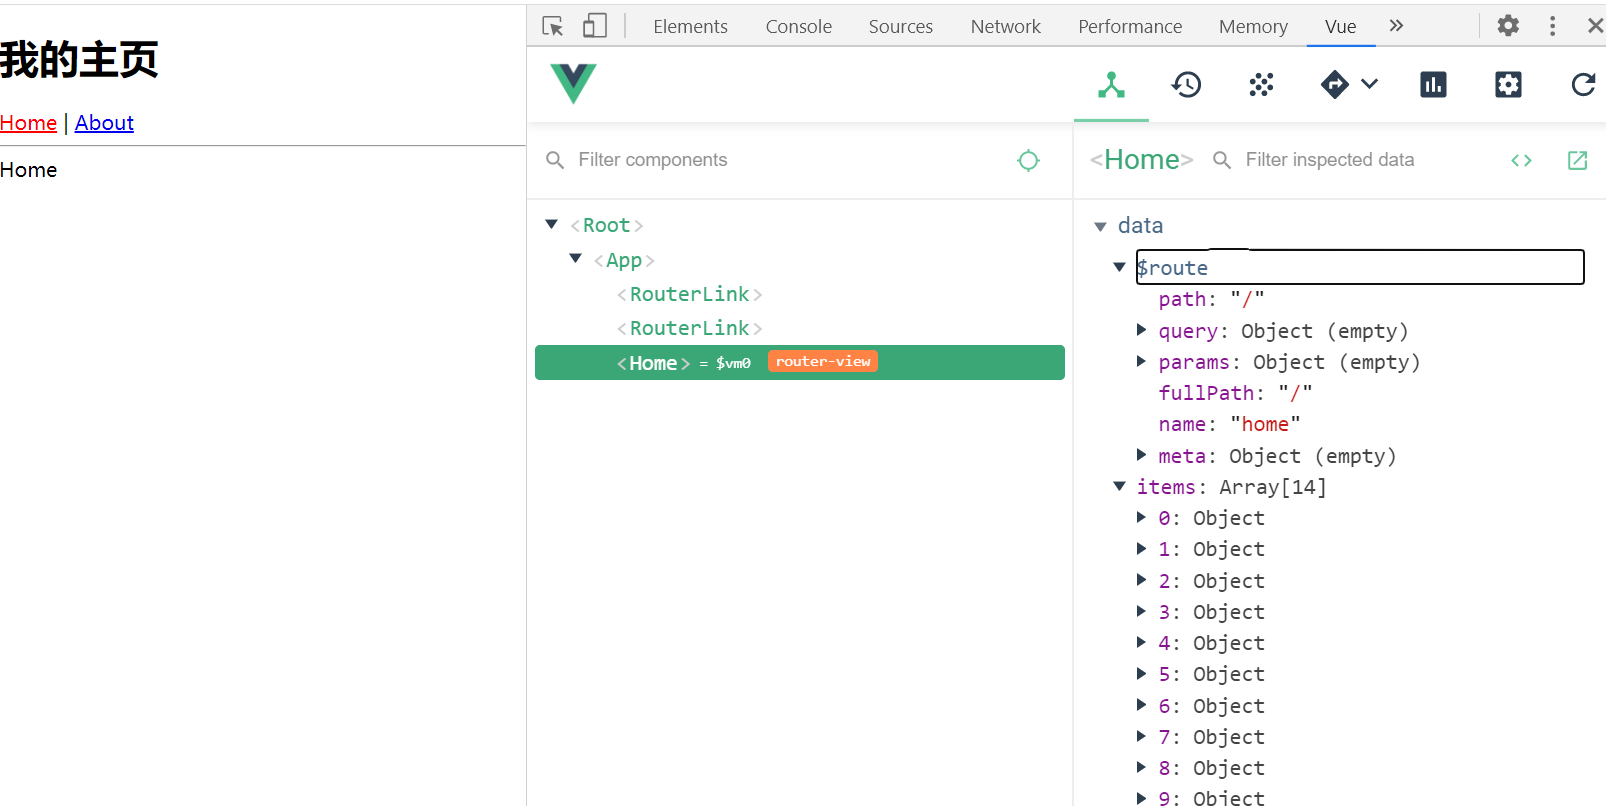 我的主页
Home | About
Home
Elements Console Sources Network Performance Memory Vue »
Filter components
<Root>
<App>
<RouterLink>
<RouterLink>
<Home> = $vm0 router-view
<Home> Filter inspected data
data
$route
path: "/"
query: Object (empty)
params: Object (empty)
fullPath: "/"
name: "home"
meta: Object (empty)
items: Array[14]
0: Object
1: Object
2: Object
3: Object
4: Object
5: Object
6: Object
7: Object
8: Object
9: Object